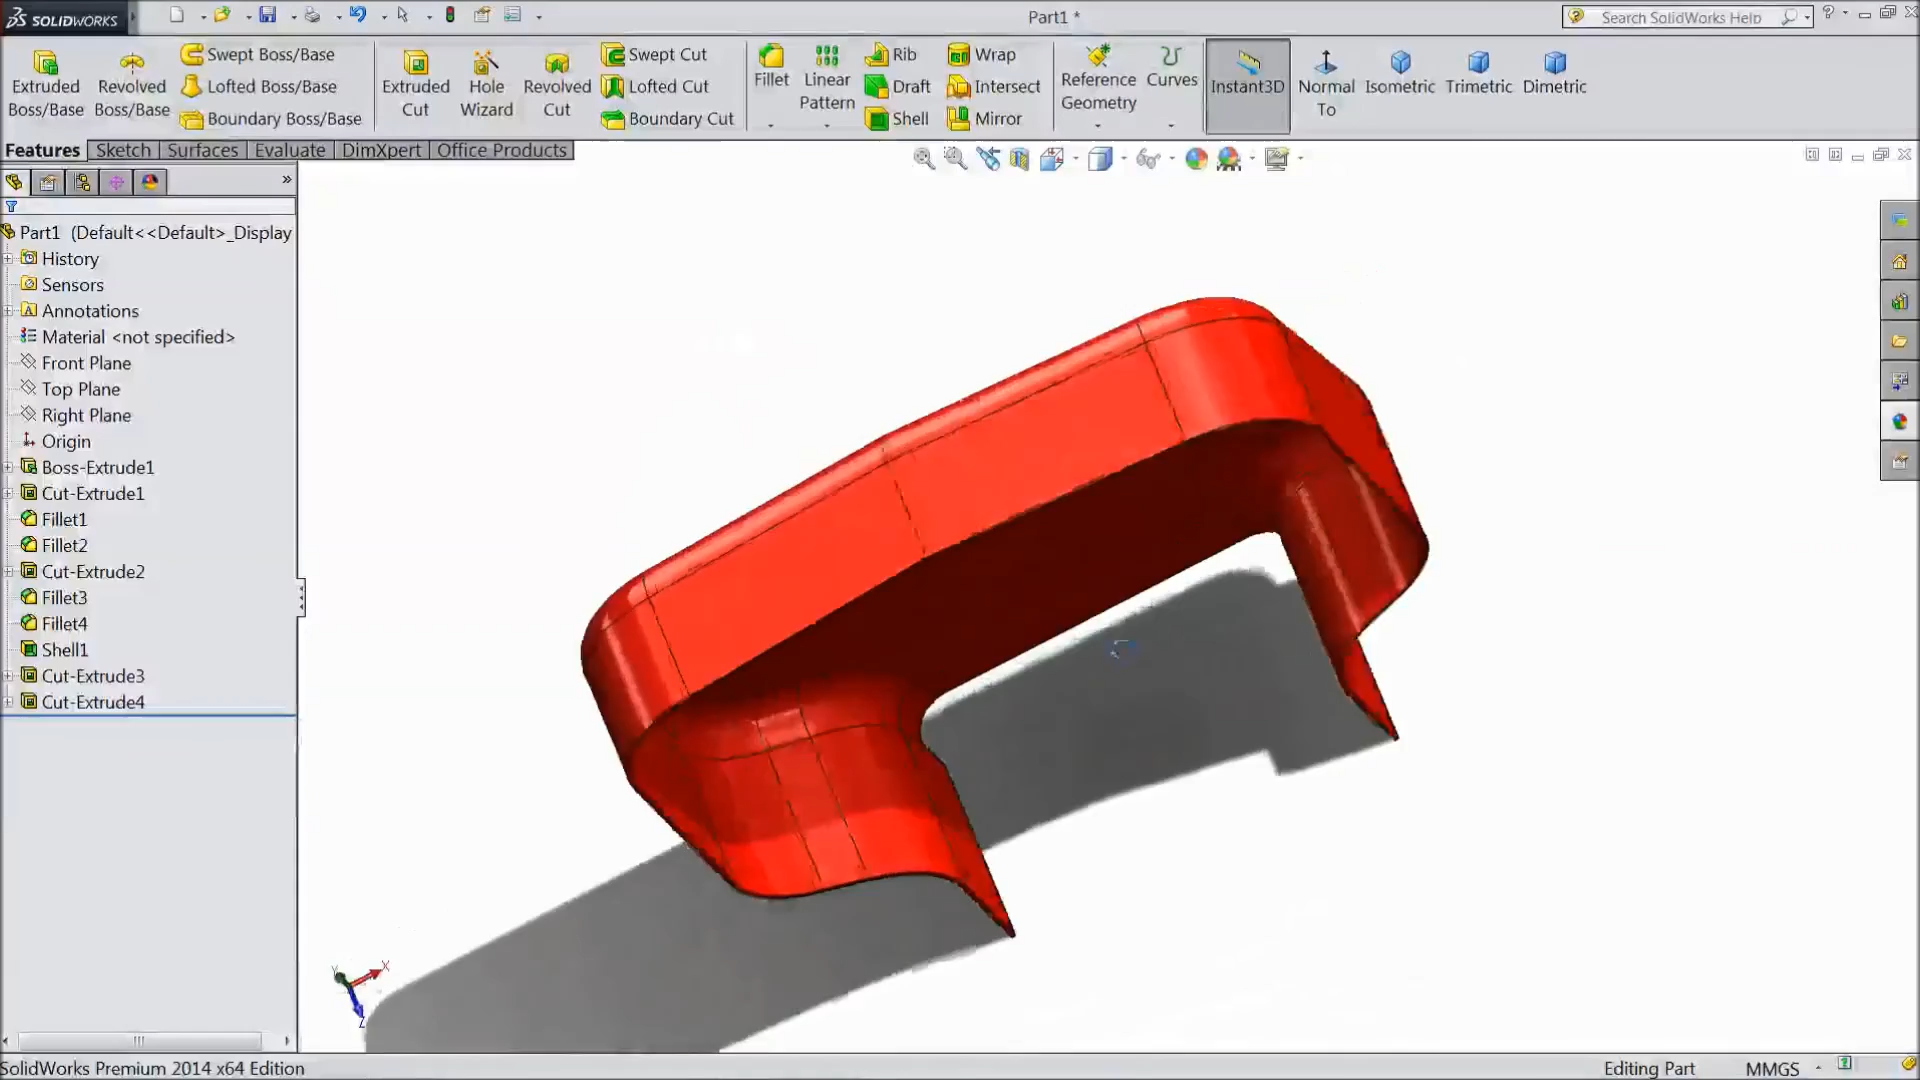 SOLIDWORKS
Part1 *
Search SolidWorks Help
Extruded Boss/Base
Revolved Boss/Base
Swept Boss/Base
Lofted Boss/Base
Boundary Boss/Base
Extruded Cut
Hole Wizard
Revolved Cut
Swept Cut
Lofted Cut
Boundary Cut
Fillet
Linear Pattern
Rib
Draft
Shell
Wrap
Intersect
Mirror
Reference Geometry
Curves
Instant3D
Normal To
Isometric
Trimetric
Dimetric
Features
Sketch
Surfaces
Evaluate
DimXpert
Office Products
Part1 (Default<<Default>_Display
History
Sensors
Annotations
Material <not specified>
Front Plane
Top Plane
Right Plane
Origin
Boss-Extrude1
Cut-Extrude1
Fillet1
Fillet2
Cut-Extrude2
Fillet3
Fillet4
Shell1
Cut-Extrude3
Cut-Extrude4
Y
X
Z
SolidWorks Premium 2014 x64 Edition
Editing Part
MMGS